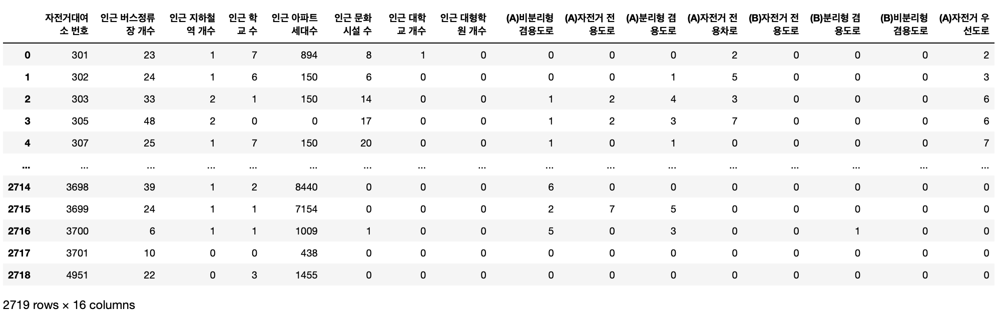 자전거대여 인근 버스정류 인근 지하철 인근 학 인근 아파트 인근 문화 인근 대학 인근 대형학 (A)비분리형 (A)자전거 전 (A)분리형 겸 (A)자전거 전 (B)자전거 전 (B)분리형 겸 (B)비분리형 (A)자전거 우
소 번호 장 개수 역 개수 교 수 세대수 시설 수 교 개수 원 개수 겸용도로 용도로 용도로 용차로 용도로 용도로 겸용도로 선도로
0 301 23 1 7 894 8 1 0 0 0 0 2 0 0 0 2
1 302 24 1 6 150 6 0 0 0 0 1 5 0 0 0 3
2 303 33 2 1 150 14 0 0 1 2 4 3 0 0 0 6
3 305 48 2 0 0 17 0 0 1 2 3 7 0 0 0 6
4 307 25 1 7 150 20 0 0 1 0 1 0 0 0 0 7
... ... ... ... ... ... ... ... ... ... ... ... ... ... ... ... ...
2714 3698 39 1 2 8440 0 0 0 6 0 0 0 0 0 0 0
2715 3699 24 1 1 7154 0 0 0 2 7 5 0 0 0 0 0
2716 3700 6 1 1 1009 1 0 0 5 0 3 0 0 1 0 0
2717 3701 10 0 0 438 0 0 0 0 0 0 0 0 0 0 0
2718 4951 22 0 3 1455 0 0 0 0 0 0 0 0 0 0 0
2719 rows × 16 columns